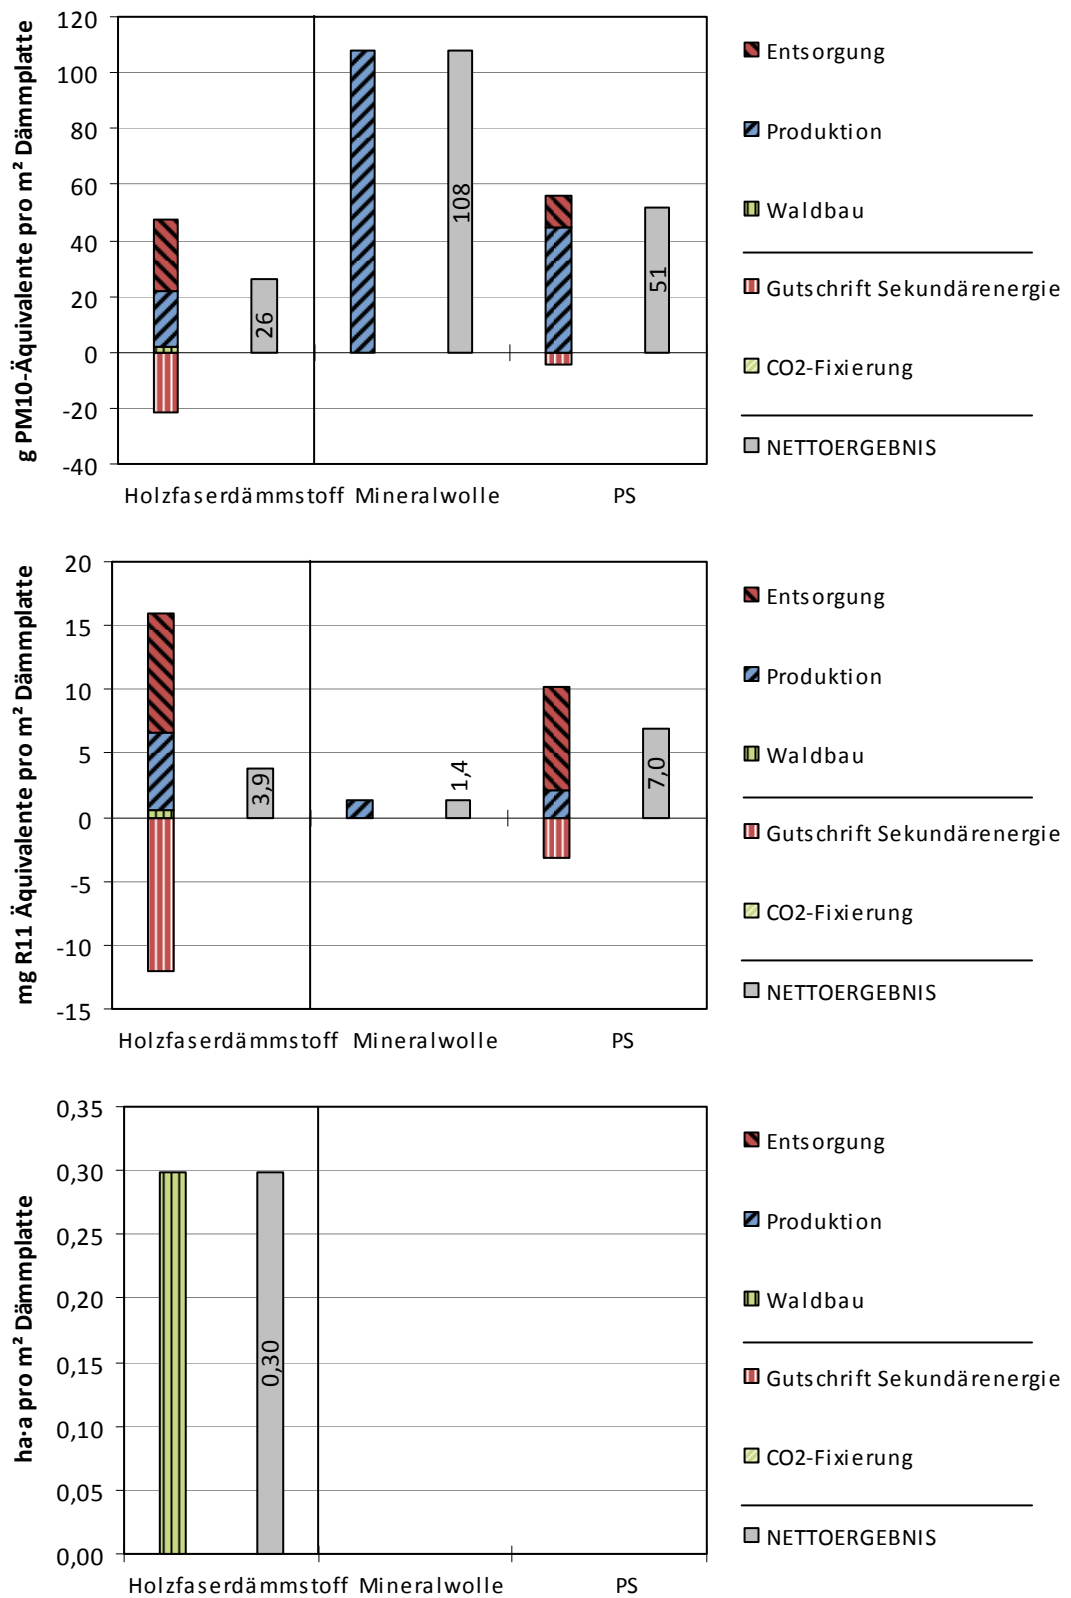 g PM10-Äquivalente pro m² Dämmplatte
120
100
80
60
40
20
0
-20
-40
26
108
51
Holzfaserdämmstoff Mineralwolle PS
Entsorgung
Produktion
Waldbau
Gutschrift Sekundärenergie
CO2-Fixierung
NETTOERGEBNIS
mg R11 Äquivalente pro m² Dämmplatte
20
15
10
5
0
-5
-10
-15
3,9
1,4
7,0
Holzfaserdämmstoff Mineralwolle PS
Entsorgung
Produktion
Waldbau
Gutschrift Sekundärenergie
CO2-Fixierung
NETTOERGEBNIS
ha·a pro m² Dämmplatte
0,35
0,30
0,25
0,20
0,15
0,10
0,05
0,00
0,30
Holzfaserdämmstoff Mineralwolle PS
Entsorgung
Produktion
Waldbau
Gutschrift Sekundärenergie
CO2-Fixierung
NETTOERGEBNIS